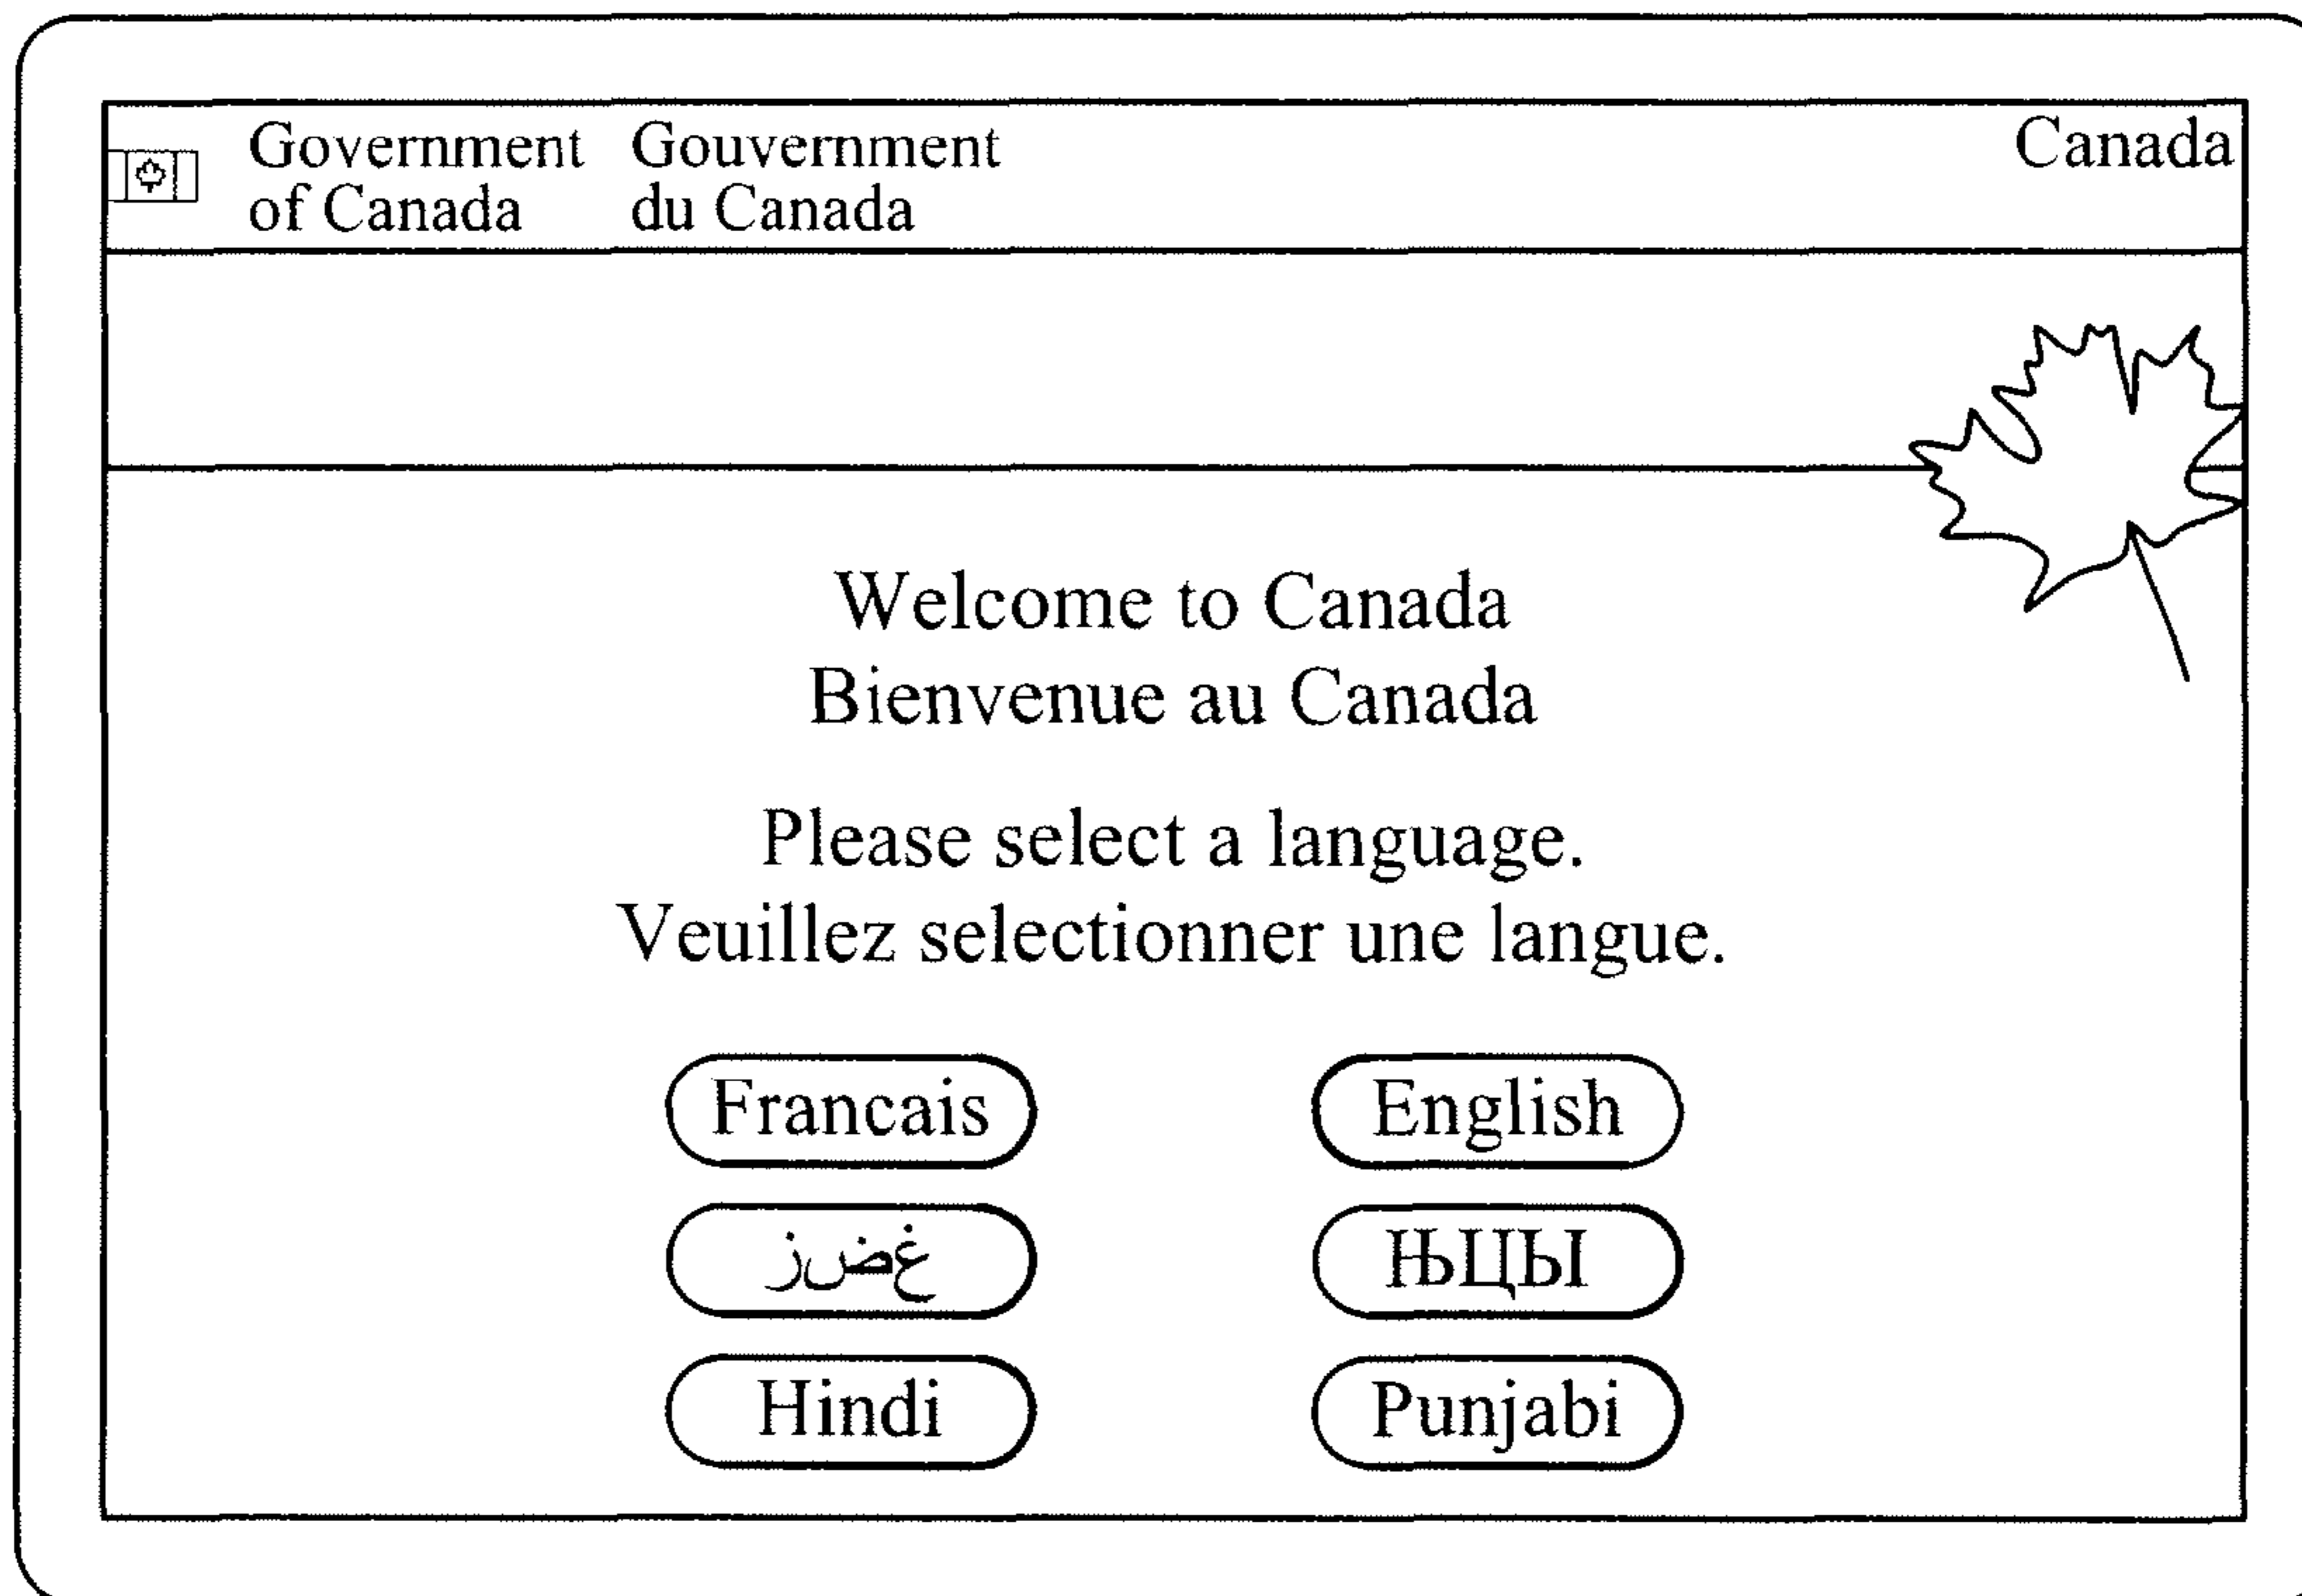 Government
of Canada
Gouvernment
du Canada
Canada
Welcome to Canada
Bienvenue au Canada
Please select a language.
Veuillez selectionner une langue.
Francais
English
غضز
ЊЦЫ
Hindi
Punjabi